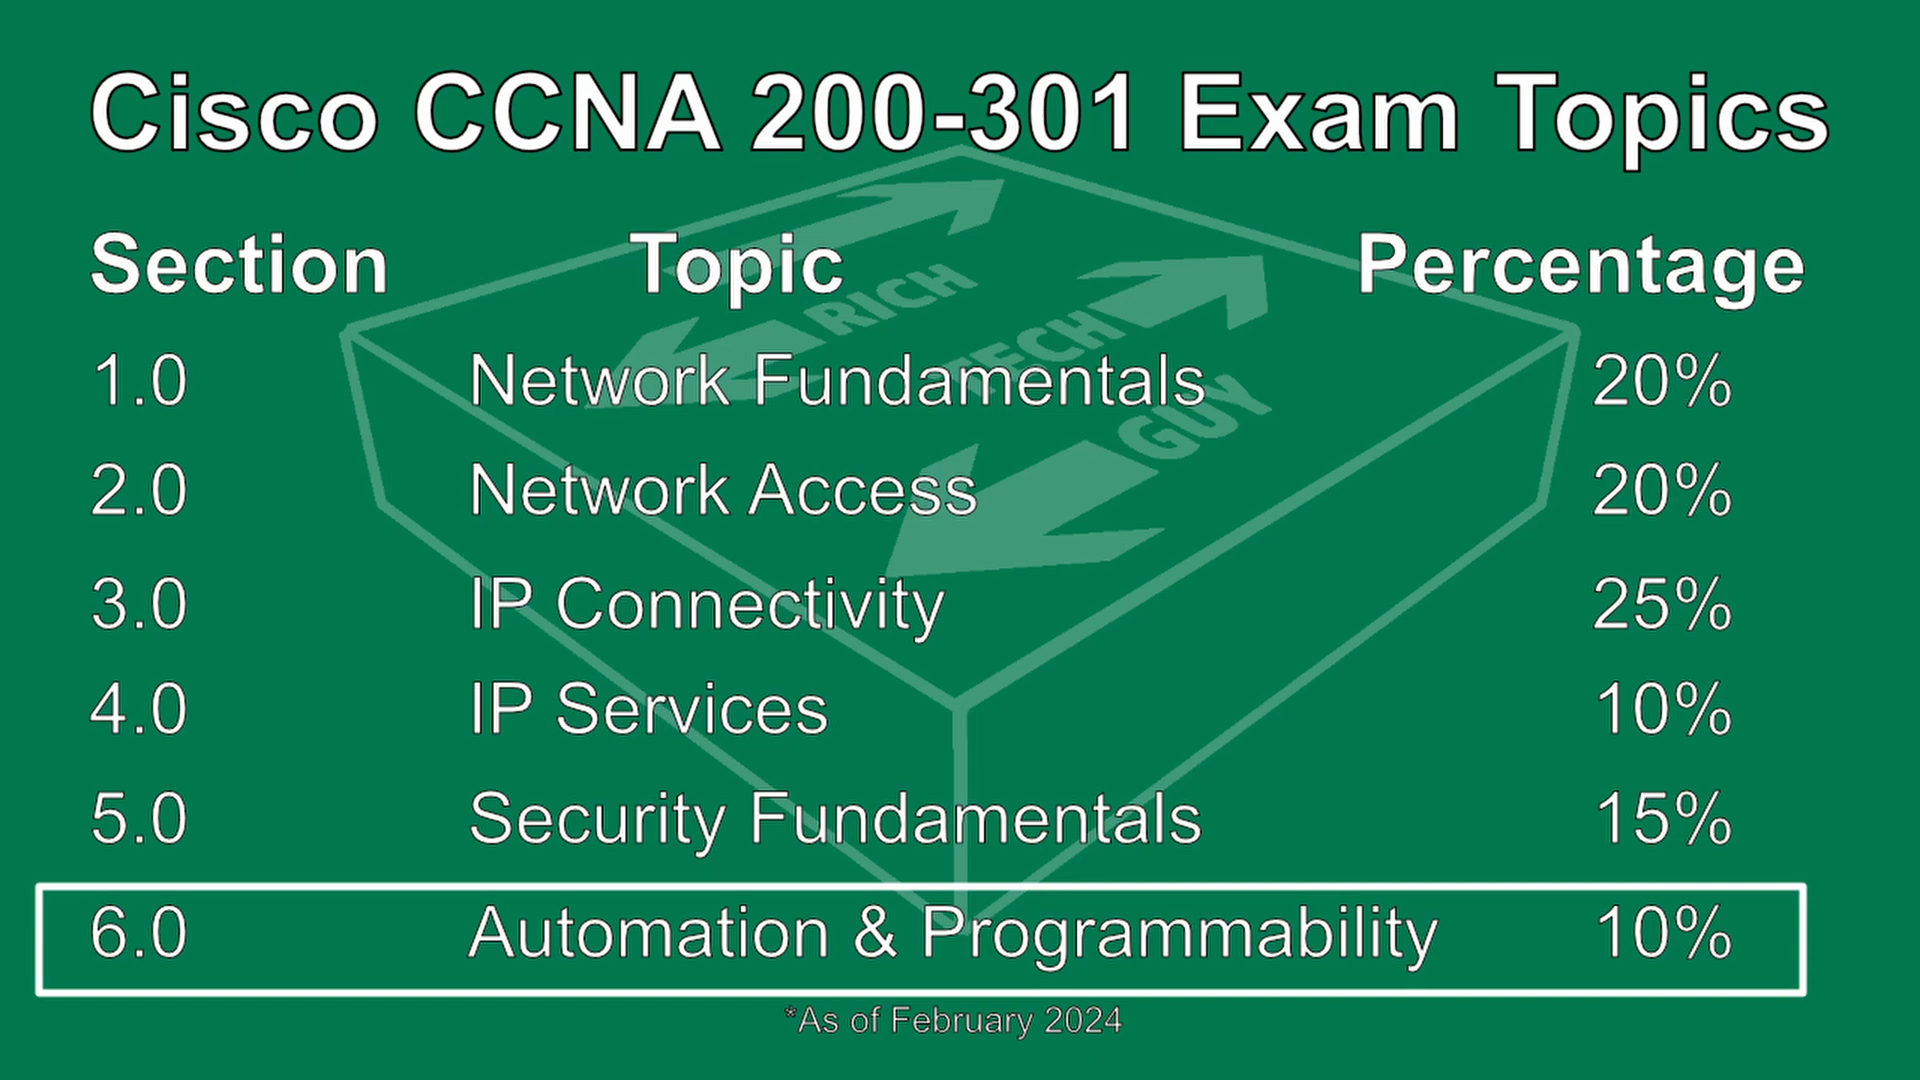 Cisco CCNA 200-301 Exam Topics
Section Topic Percentage
RICH
TECH
GUY
1.0 Network Fundamentals 20%
2.0 Network Access 20%
3.0 IP Connectivity 25%
4.0 IP Services 10%
5.0 Security Fundamentals 15%
6.0 Automation & Programmability 10%
*As of February 2024